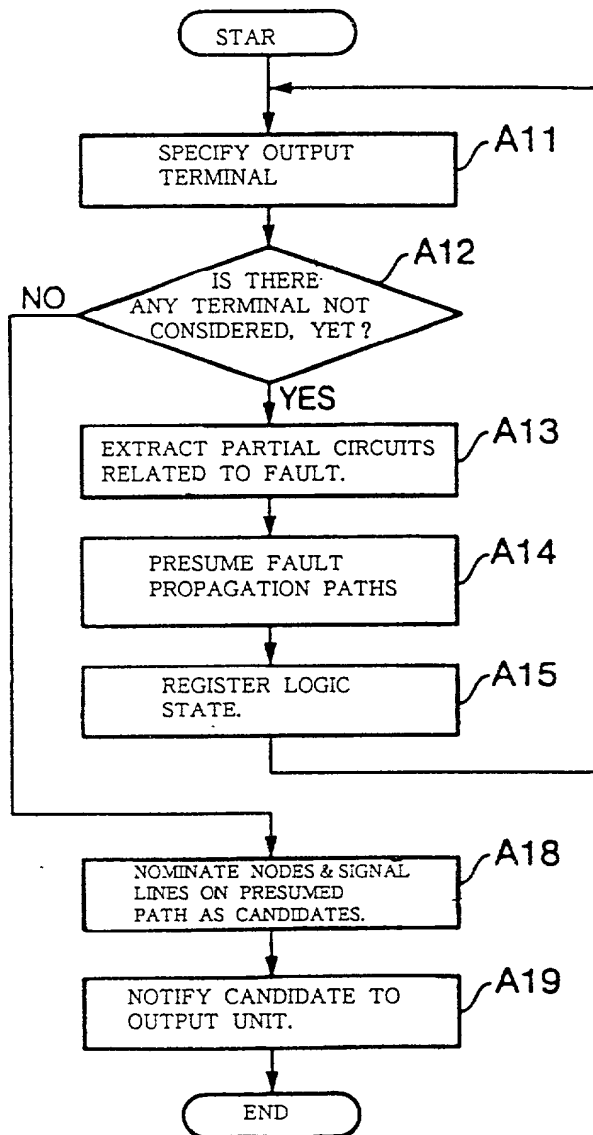 STAR
SPECIFY OUTPUT
TERMINAL
A11
IS THERE
ANY TERMINAL NOT
CONSIDERED, YET?
A12
NO
YES
EXTRACT PARTIAL CIRCUITS
RELATED TO FAULT.
A13
PRESUME FAULT
PROPAGATION PATHS
A14
REGISTER LOGIC
STATE.
A15
NOMINATE NODES & SIGNAL
LINES ON PRESUMED
PATH AS CANDIDATES.
A18
NOTIFY CANDIDATE TO
OUTPUT UNIT.
A19
END